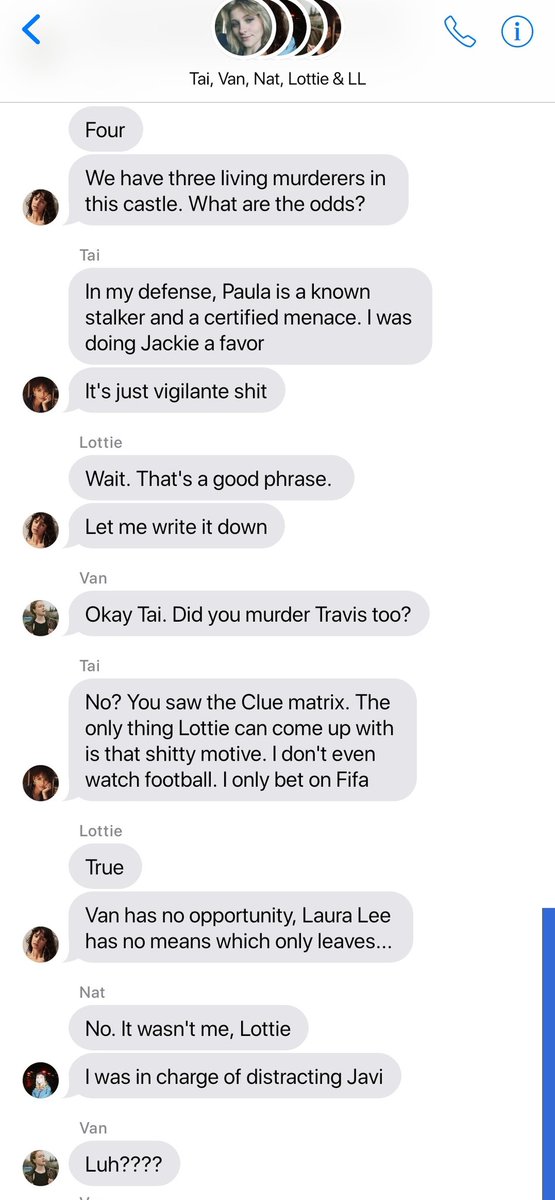 Tai, Van, Nat, Lottie & LL
Four
We have three living murderers in
this castle. What are the odds?
Tai
In my defense, Paula is a known
stalker and a certified menace. I was
doing Jackie a favor
It's just vigilante shit
Lottie
Wait. That's a good phrase.
Let me write it down
Van
Okay Tai. Did you murder Travis too?
Tai
No? You saw the Clue matrix. The
only thing Lottie can come up with
is that shitty motive. I don't even
watch football. I only bet on Fifa
Lottie
True
Van has no opportunity, Laura Lee
has no means which only leaves...
Nat
No. It wasn't me, Lottie
I was in charge of distracting Javi
Van
Luh????